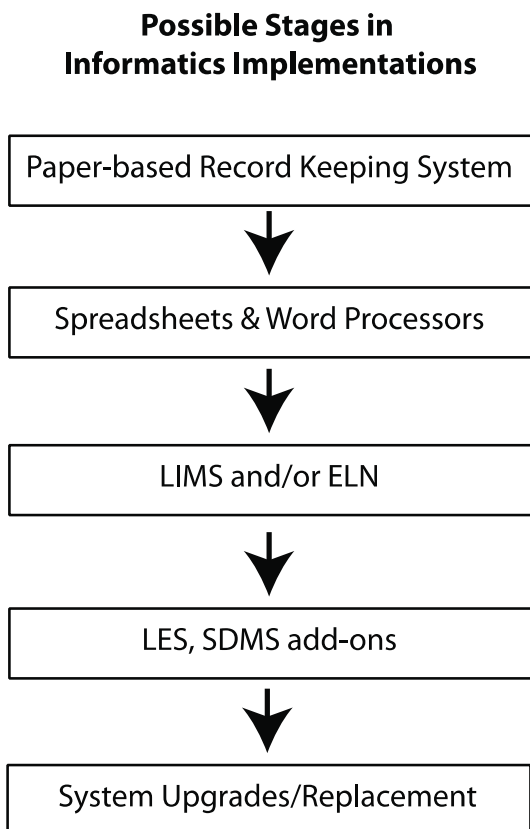 Possible Stages in
Informatics Implementations
Paper-based Record Keeping System
Spreadsheets & Word Processors
LIMS and/or ELN
LES, SDMS add-ons
System Upgrades/Replacement